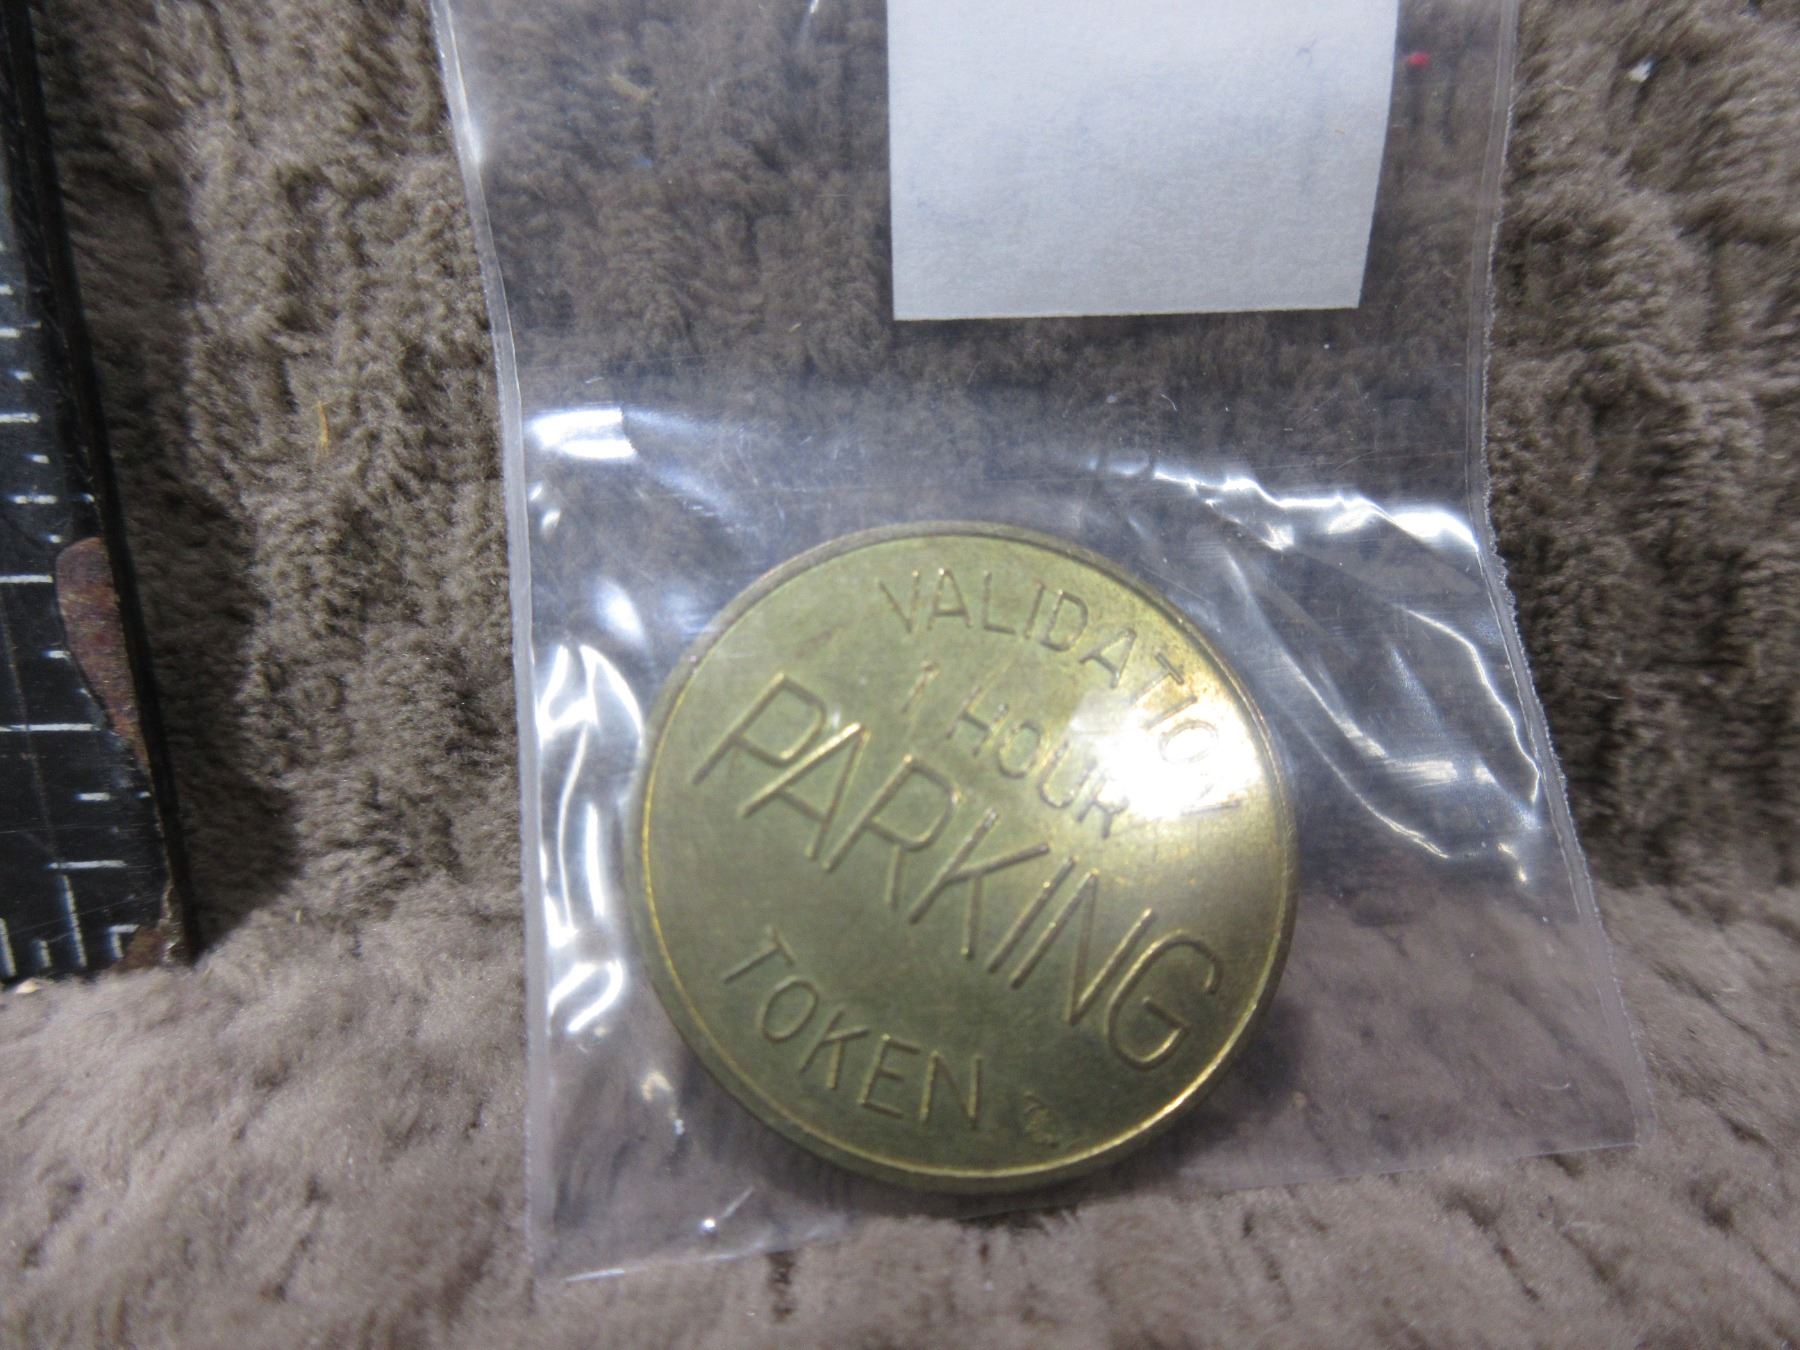 VALIDATION
1 HOUR
PARKING
TOKEN